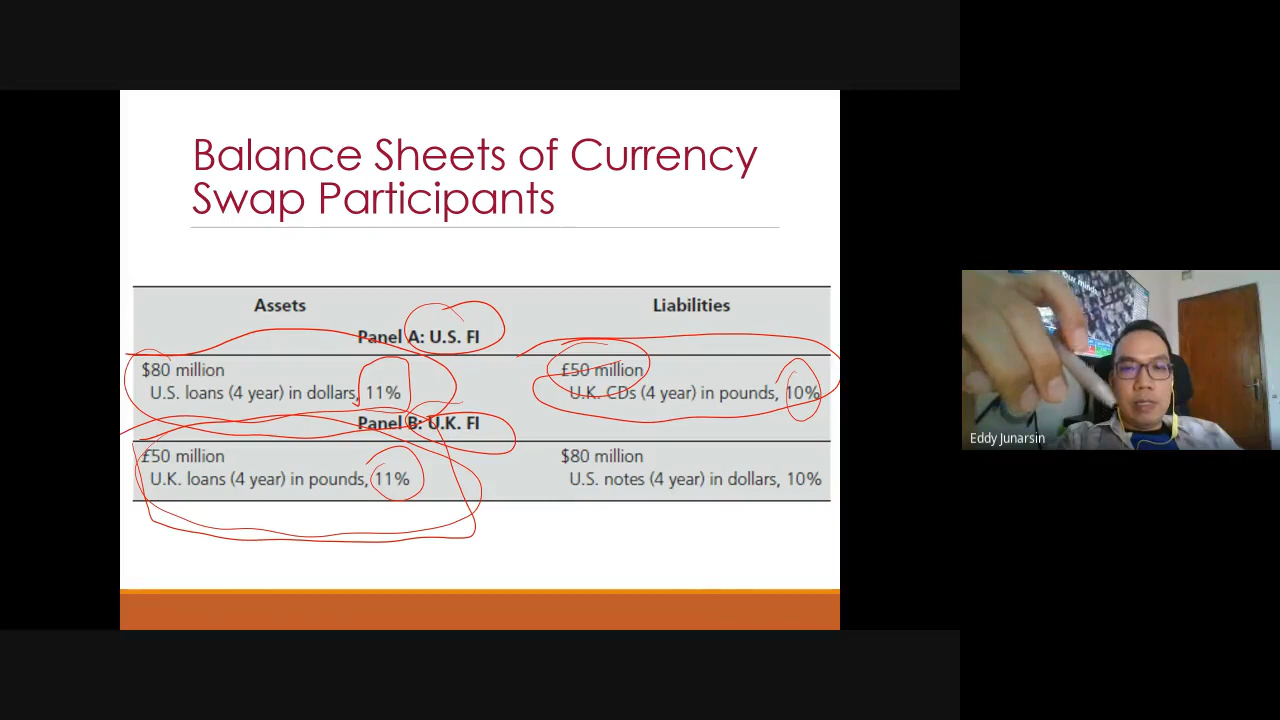 Balance Sheets of Currency
Swap Participants
Assets Liabilities
Panel A: U.S. FI
$80 million £50 million
U.S. loans (4 year) in dollars, 11% U.K. CDs (4 year) in pounds, 10%
Panel B: U.K. FI
£50 million $80 million
U.K. loans (4 year) in pounds, 11% U.S. notes (4 year) in dollars, 10%
Eddy Junarsin